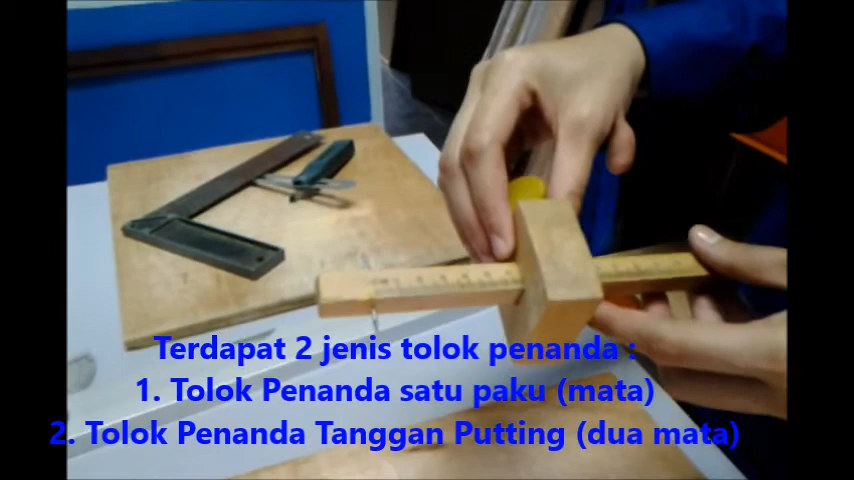 Terdapat 2 jenis tolok penanda :
1. Tolok Penanda satu paku (mata)
2. Tolok Penanda Tanggan Putting (dua mata)